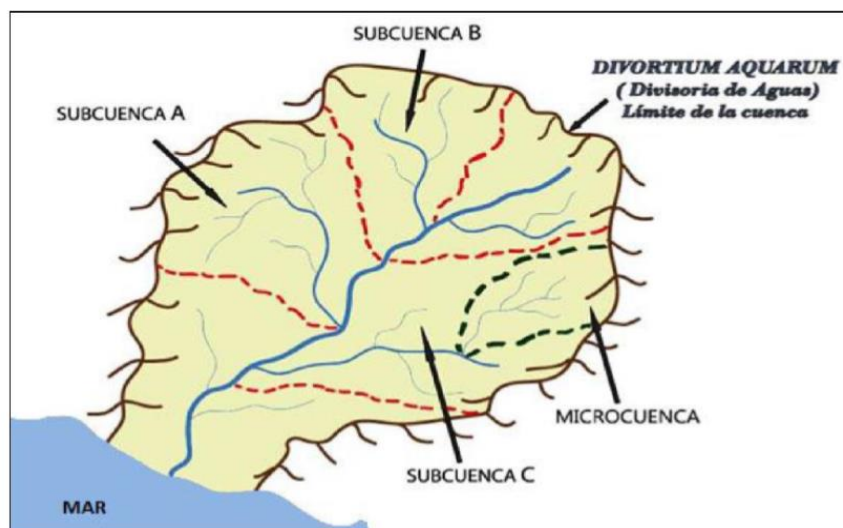 SUBCUENCA B
DIVORTIUM AQUARUM
( Divisoria de Aguas)
Límite de la cuenca
SUBCUENCA A
MICROCUENCA
SUBCUENCA C
MAR